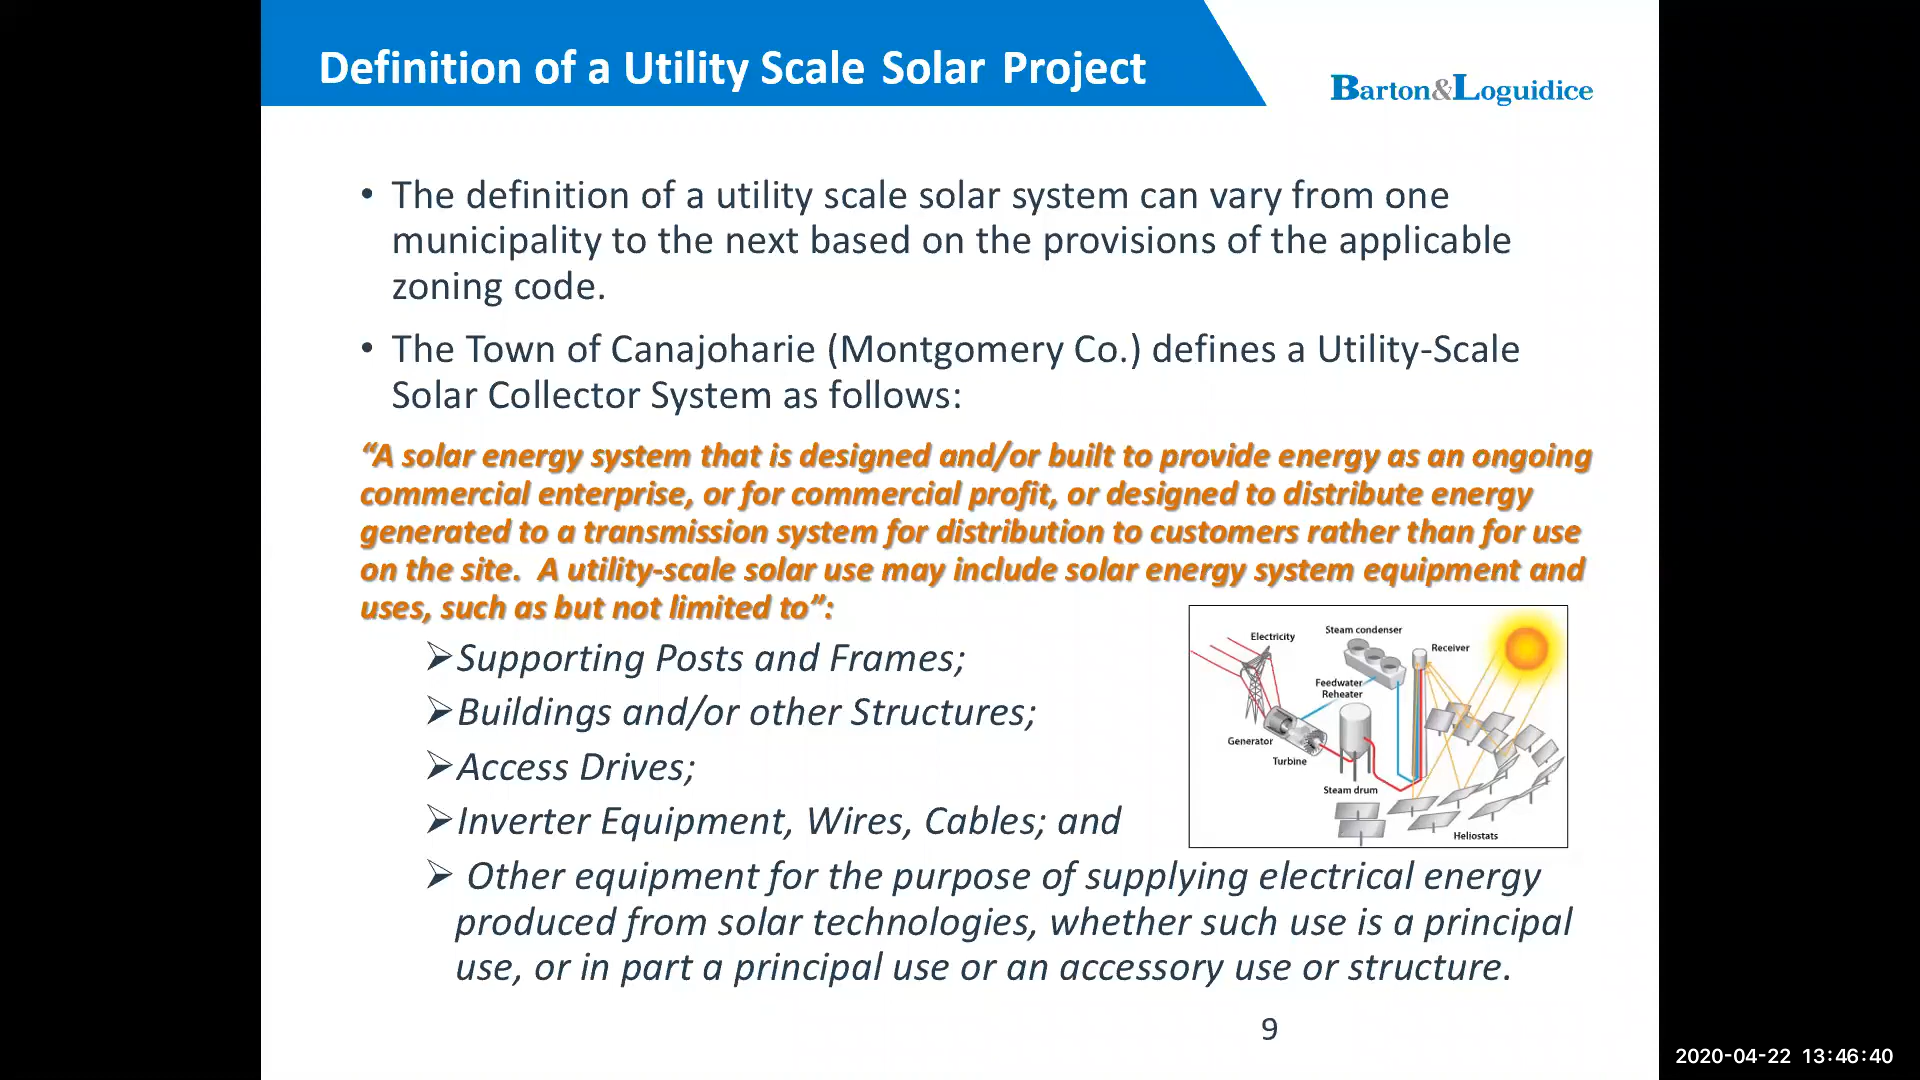 Definition of a Utility Scale Solar Project
Barton&Loguidice
• The definition of a utility scale solar system can vary from one
municipality to the next based on the provisions of the applicable
zoning code.
• The Town of Canajoharie (Montgomery Co.) defines a Utility-Scale
Solar Collector System as follows:
“A solar energy system that is designed and/or built to provide energy as an ongoing
commercial enterprise, or for commercial profit, or designed to distribute energy
generated to a transmission system for distribution to customers rather than for use
on the site.  A utility-scale solar use may include solar energy system equipment and
uses, such as but not limited to”:
➢Supporting Posts and Frames;
➢Buildings and/or other Structures;
➢Access Drives;
➢Inverter Equipment, Wires, Cables; and
➢ Other equipment for the purpose of supplying electrical energy
produced from solar technologies, whether such use is a principal
use, or in part a principal use or an accessory use or structure.
Electricity
Steam condenser
Receiver
Feedwater
Reheater
Generator
Turbine
Steam drum
Heliostats
9
2020-04-22 13:46:40